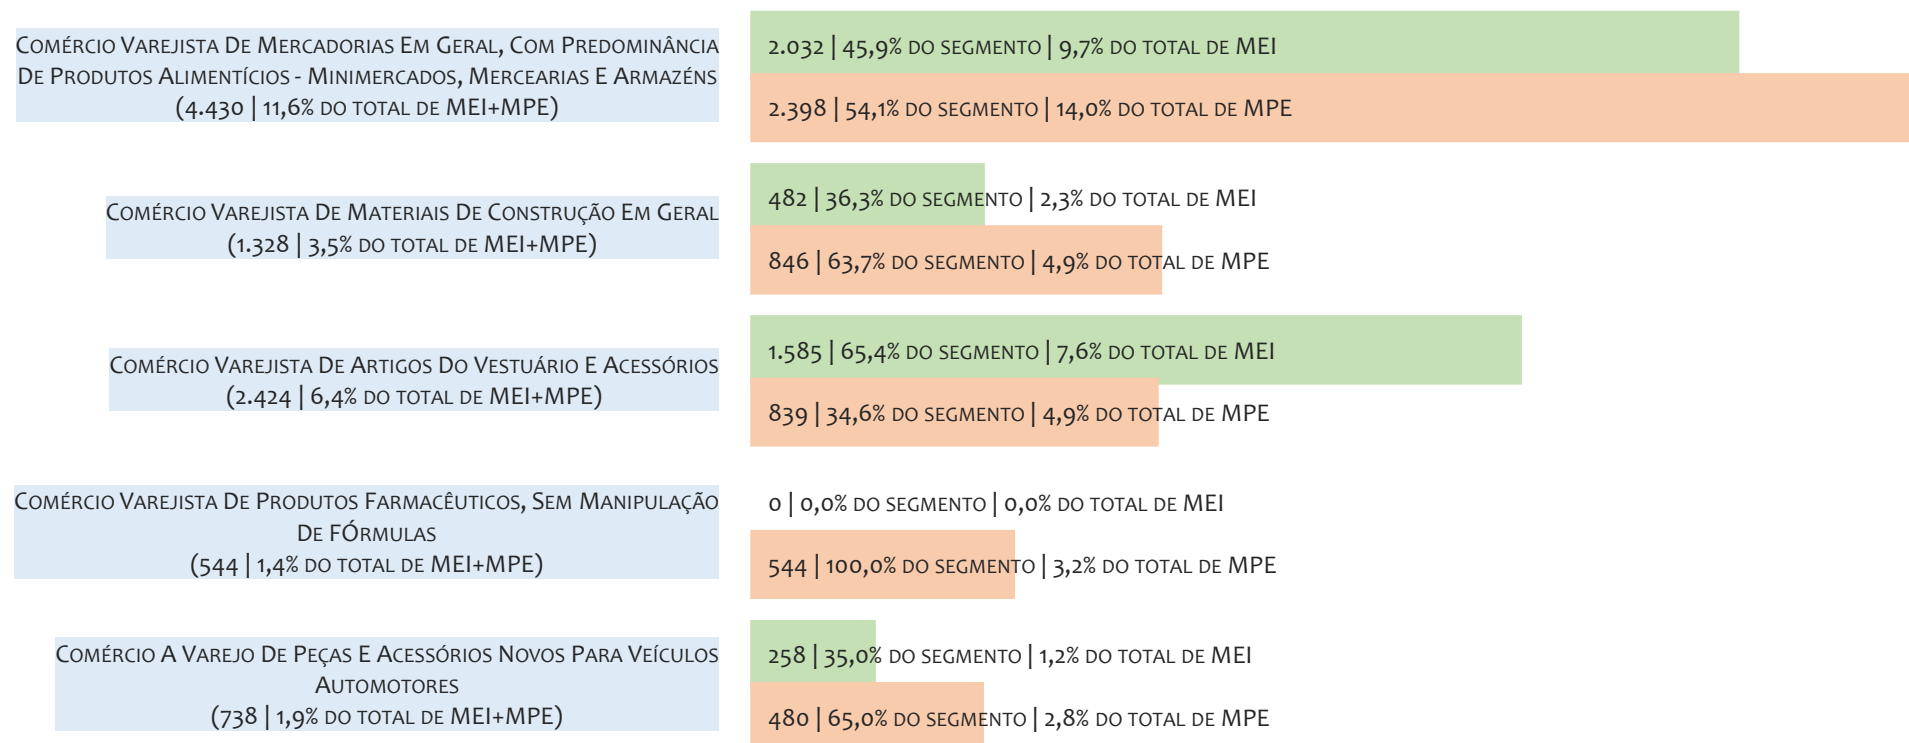 Comércio Varejista De Mercadorias Em Geral, Com Predominância
De Produtos Alimentícios - Minimercados, Mercearias E Armazéns
(4.430 | 11,6% do total de MEI+MPE)
2.032 | 45,9% do segmento | 9,7% do total de MEI
2.398 | 54,1% do segmento | 14,0% do total de MPE
Comércio Varejista De Materiais De Construção Em Geral
(1.328 | 3,5% do total de MEI+MPE)
482 | 36,3% do segmento | 2,3% do total de MEI
846 | 63,7% do segmento | 4,9% do total de MPE
Comércio Varejista De Artigos Do Vestuário E Acessórios
(2.424 | 6,4% do total de MEI+MPE)
1.585 | 65,4% do segmento | 7,6% do total de MEI
839 | 34,6% do segmento | 4,9% do total de MPE
Comércio Varejista De Produtos Farmacêuticos, Sem Manipulação
De FÓrmulas
(544 | 1,4% do total de MEI+MPE)
0 | 0,0% do segmento | 0,0% do total de MEI
544 | 100,0% do segmento | 3,2% do total de MPE
Comércio A Varejo De Peças E Acessórios Novos Para Veículos
Automotores
(738 | 1,9% do total de MEI+MPE)
258 | 35,0% do segmento | 1,2% do total de MEI
480 | 65,0% do segmento | 2,8% do total de MPE